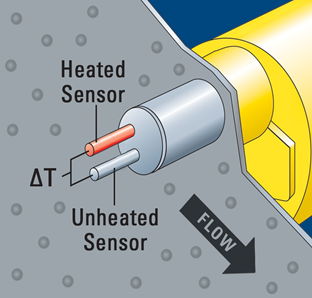 Heated
Sensor
ΔT
Unheated
Sensor
FLOW